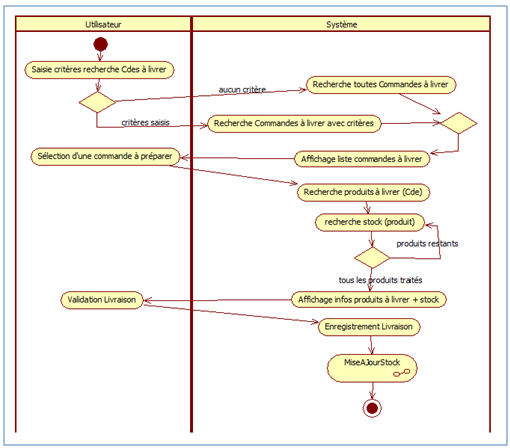 Utilisateur
Système
Saisie critères recherche Cdes à livrer
aucun critère
Recherche toutes Commandes à livrer
critères saisis
Recherche Commandes à livrer avec critères
Sélection d'une commande à préparer
Affichage liste commandes à livrer
Recherche produits à livrer (Cde)
recherche stock (produit)
produits restants
tous les produits traités
Validation Livraison
Affichage infos produits à livrer + stock
Enregistrement Livraison
MiseAJourStock